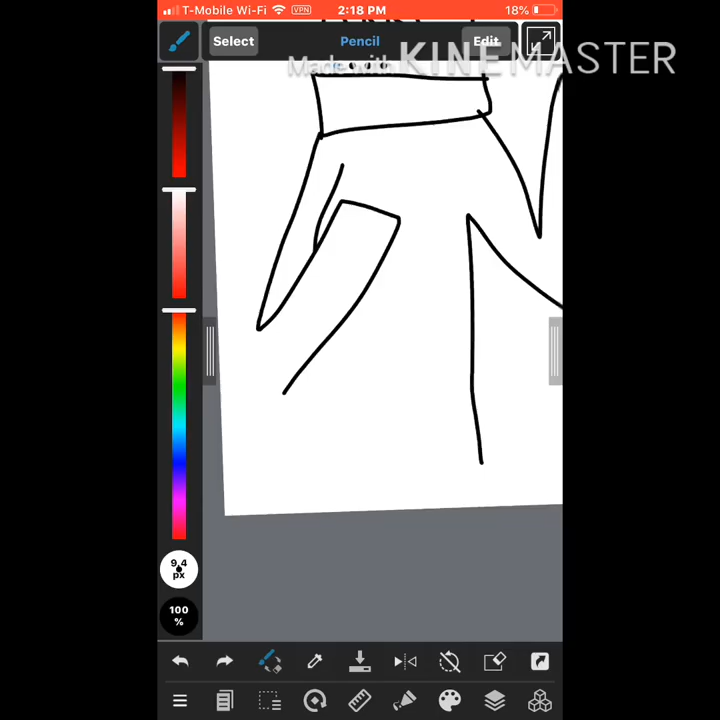 T-Mobile Wi-Fi VPN 2:18 PM 18%
Select Pencil Edit
Made with KINEMASTER
9.4
px
100
%